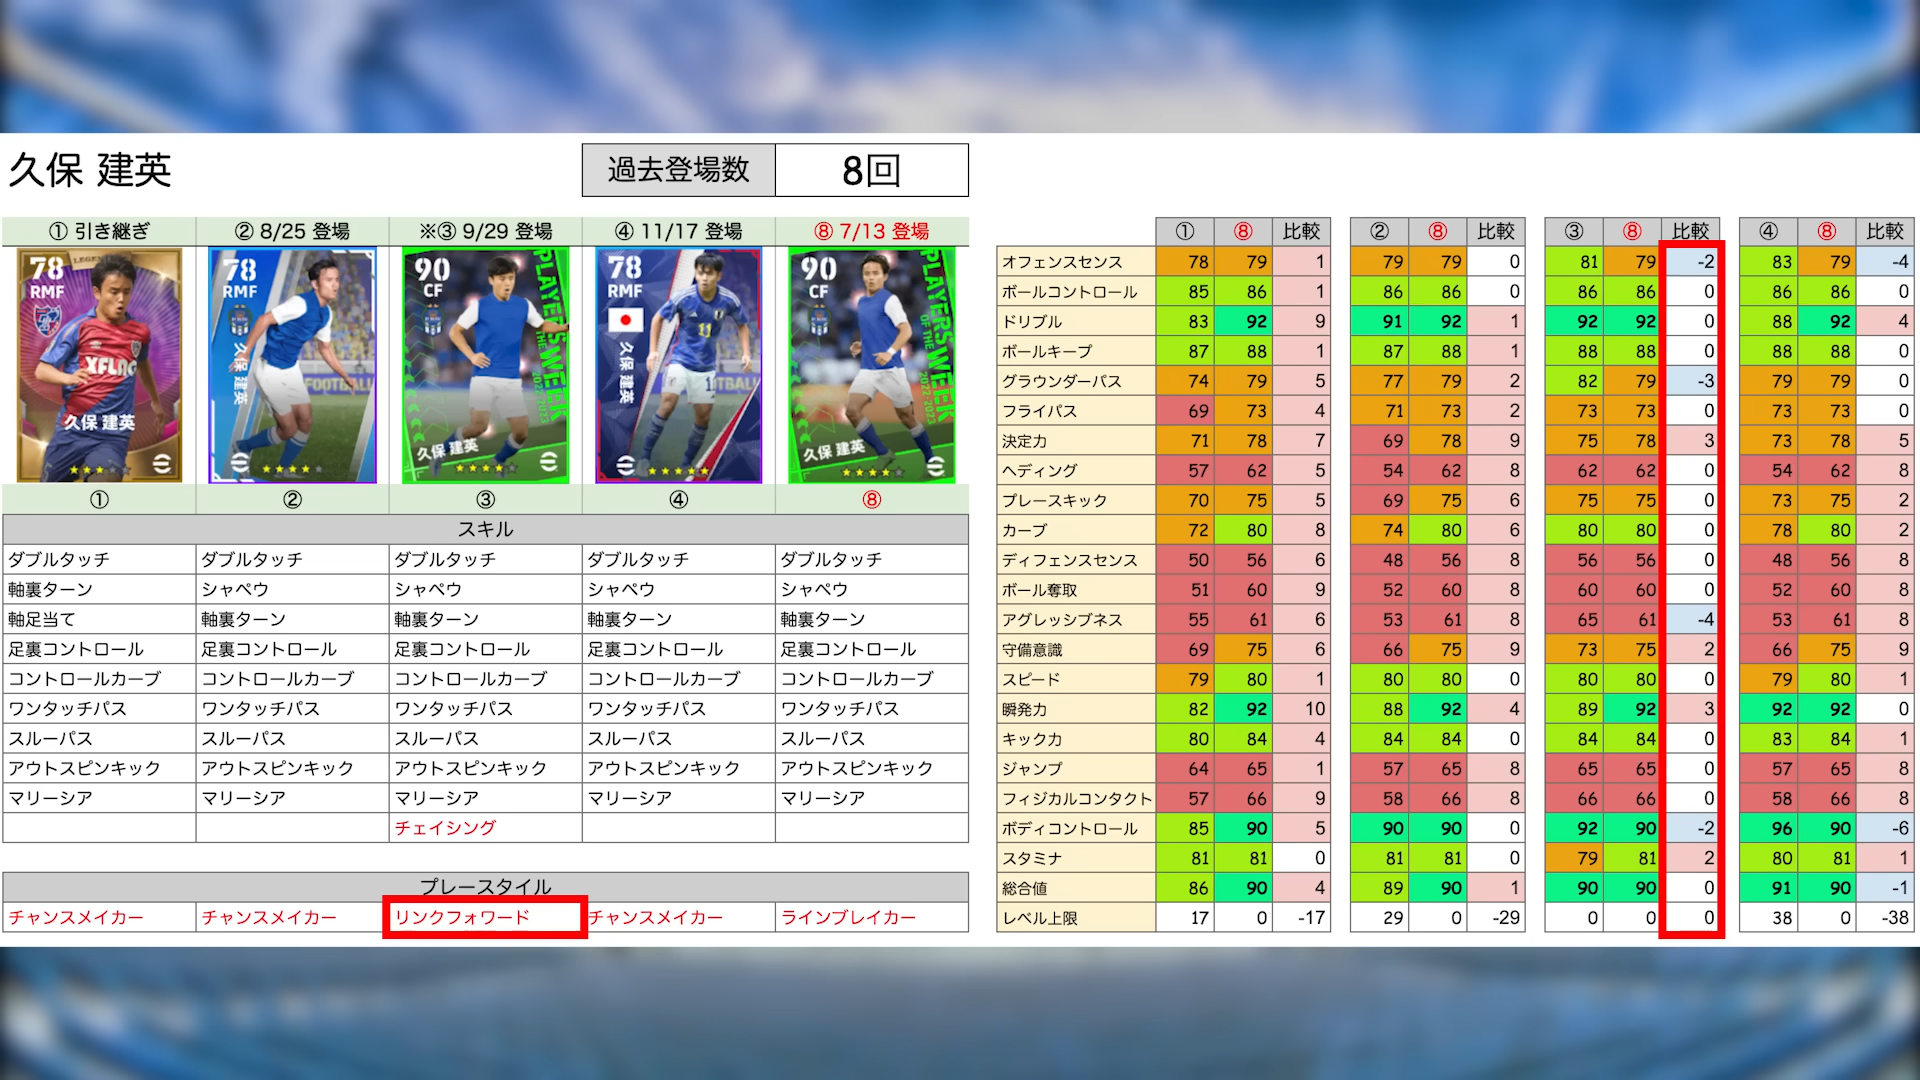 久保 建英
過去登場数 8回
① 引き継ぎ ② 8/25 登場 ※③ 9/29 登場 ④ 11/17 登場 ⑧ 7/13 登場
78 RMF LEGEND XFLAG 久保 建英
78 RMF 久保 建英 FOOTBALL
90 CF PLAYERS OF THE WEEK 2022-2023 久保 建英
78 RMF 久保 建英 11
90 CF PLAYERS OF THE WEEK 2022-2023 久保 建英
① ② ③ ④ ⑧
スキル
ダブルタッチ ダブルタッチ ダブルタッチ ダブルタッチ ダブルタッチ
軸裏ターン シャペウ シャペウ シャペウ シャペウ
軸足当て 軸裏ターン 軸裏ターン 軸裏ターン 軸裏ターン
足裏コントロール 足裏コントロール 足裏コントロール 足裏コントロール 足裏コントロール
コントロールカーブ コントロールカーブ コントロールカーブ コントロールカーブ コントロールカーブ
ワンタッチパス ワンタッチパス ワンタッチパス ワンタッチパス ワンタッチパス
スルーパス スルーパス スルーパス スルーパス スルーパス
アウトスピンキック アウトスピンキック アウトスピンキック アウトスピンキック アウトスピンキック
マリーシア マリーシア マリーシア マリーシア マリーシア
チェイシング
プレースタイル
チャンスメイカー チャンスメイカー リンクフォワード チャンスメイカー ラインブレイカー
① ⑧ 比較 ② ⑧ 比較 ③ ⑧ 比較 ④ ⑧ 比較
オフェンスセンス 78 79 1 79 79 0 81 79 -2 83 79 -4
ボールコントロール 85 86 1 86 86 0 86 86 0 86 86 0
ドリブル 83 92 9 91 92 1 92 92 0 88 92 4
ボールキープ 87 88 1 87 88 1 88 88 0 88 88 0
グラウンダーパス 74 79 5 77 79 2 82 79 -3 79 79 0
フライパス 69 73 4 71 73 2 73 73 0 73 73 0
決定力 71 78 7 69 78 9 75 78 3 73 78 5
ヘディング 57 62 5 54 62 8 62 62 0 54 62 8
プレースキック 70 75 5 69 75 6 75 75 0 73 75 2
カーブ 72 80 8 74 80 6 80 80 0 78 80 2
ディフェンスセンス 50 56 6 48 56 8 56 56 0 48 56 8
ボール奪取 51 60 9 52 60 8 60 60 0 52 60 8
アグレッシブネス 55 61 6 53 61 8 65 61 -4 53 61 8
守備意識 69 75 6 66 75 9 73 75 2 66 75 9
スピード 79 80 1 80 80 0 80 80 0 79 80 1
瞬発力 82 92 10 88 92 4 89 92 3 92 92 0
キック力 80 84 4 84 84 0 84 84 0 83 84 1
ジャンプ 64 65 1 57 65 8 65 65 0 57 65 8
フィジカルコンタクト 57 66 9 58 66 8 66 66 0 58 66 8
ボディコントロール 85 90 5 90 90 0 92 90 -2 96 90 -6
スタミナ 81 81 0 81 81 0 79 81 2 80 81 1
総合値 86 90 4 89 90 1 90 90 0 91 90 -1
レベル上限 17 0 -17 29 0 -29 0 0 0 38 0 -38